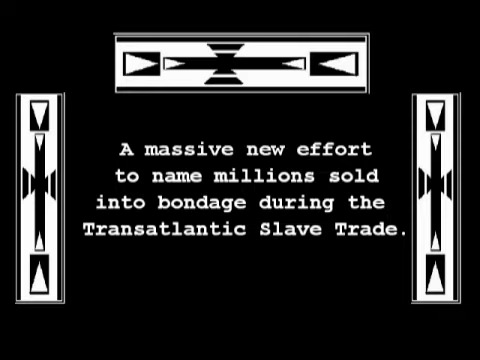 A massive new effort
to name millions sold
into bondage during the
Transatlantic Slave Trade.